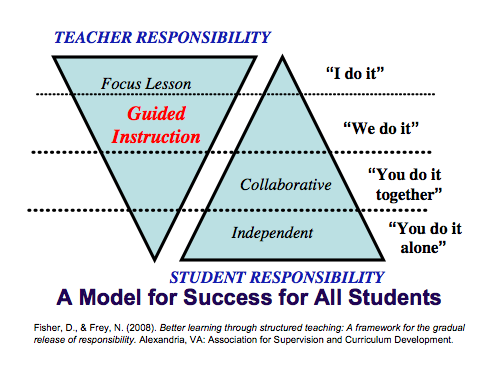 TEACHER RESPONSIBILITY
Focus Lesson
“I do it”
Guided
Instruction
“We do it”
Collaborative
“You do it
together”
Independent
“You do it
alone”
STUDENT RESPONSIBILITY
A Model for Success for All Students
Fisher, D., & Frey, N. (2008). Better learning through structured teaching: A framework for the gradual
release of responsibility. Alexandria, VA: Association for Supervision and Curriculum Development.